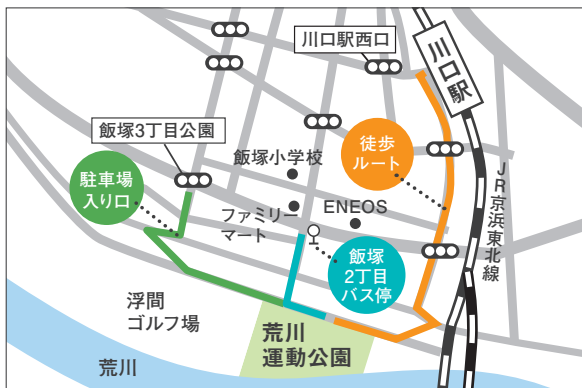 川口駅西口
川口駅
飯塚3丁目公園
飯塚小学校
徒歩
ルート
駐車場
入り口
ファミリー
マート
ENEOS
JR京浜東北線
飯塚
2丁目
バス停
浮間
ゴルフ場
荒川
運動公園
荒川